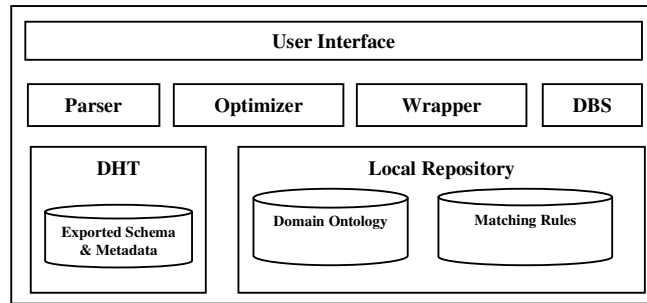 User Interface
Parser Optimizer Wrapper DBS
DHT Local Repository
Exported Schema
& Metadata
Domain Ontology Matching Rules